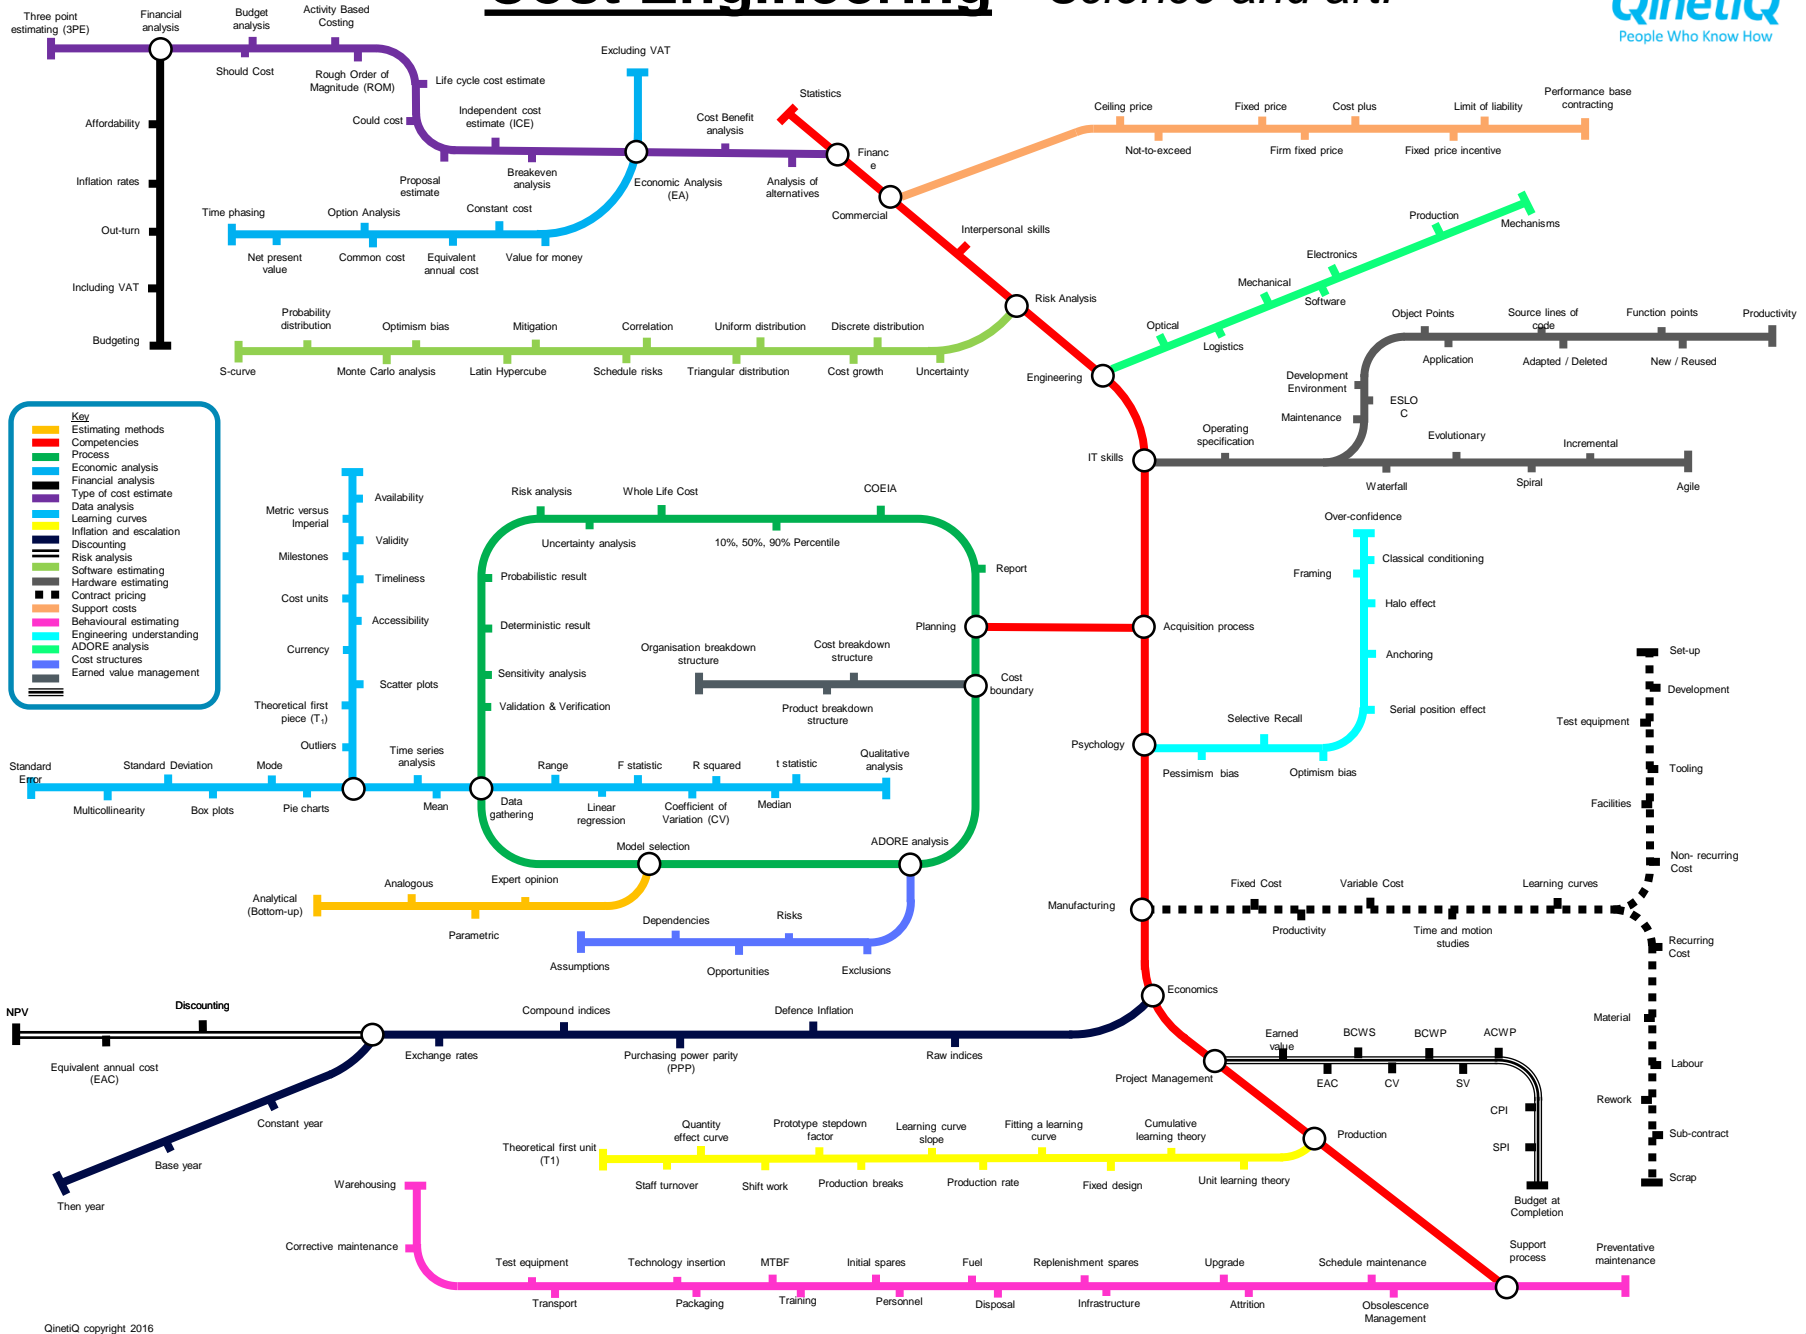 Cost Engineering - Science and art.
QinetiQ
People Who Know How
Three point
estimating (3PE)
Financial
analysis
Budget
analysis
Activity Based
Costing
Should Cost
Rough Order of
Magnitude (ROM)
Life cycle cost estimate
Could cost
Independent cost
estimate (ICE)
Proposal
estimate
Breakeven
analysis
Excluding VAT
Economic Analysis
(EA)
Cost Benefit
analysis
Analysis of
alternatives
Statistics
Financ
e
Commercial
Ceiling price
Not-to-exceed
Fixed price
Firm fixed price
Cost plus
Fixed price incentive
Limit of liability
Performance base
contracting
Affordability
Inflation rates
Out-turn
Including VAT
Budgeting
Time phasing
Net present
value
Option Analysis
Common cost
Equivalent
annual cost
Constant cost
Value for money
Interpersonal skills
Risk Analysis
Engineering
Optical
Logistics
Mechanical
Software
Electronics
Production
Mechanisms
Probability
distribution
Optimism bias
Mitigation
Correlation
Uniform distribution
Discrete distribution
S-curve
Monte Carlo analysis
Latin Hypercube
Schedule risks
Triangular distribution
Cost growth
Uncertainty
Object Points
Source lines of
code
Function points
Productivity
Application
Adapted / Deleted
New / Reused
Development
Environment
ESLO
C
Maintenance
IT skills
Operating
specification
Waterfall
Evolutionary
Spiral
Incremental
Agile
Key
Estimating methods
Competencies
Process
Economic analysis
Financial analysis
Type of cost estimate
Data analysis
Learning curves
Inflation and escalation
Discounting
Risk analysis
Software estimating
Hardware estimating
Contract pricing
Support costs
Behavioural estimating
Engineering understanding
ADORE analysis
Cost structures
Earned value management
Availability
Metric versus
Imperial
Validity
Milestones
Timeliness
Cost units
Accessibility
Currency
Scatter plots
Theoretical first
piece (T1)
Outliers
Risk analysis
Uncertainty analysis
Whole Life Cost
10%, 50%, 90% Percentile
COEIA
Report
Probabilistic result
Deterministic result
Sensitivity analysis
Validation & Verification
Planning
Acquisition process
Organisation breakdown
structure
Cost breakdown
structure
Product breakdown
structure
Cost
boundary
Over-confidence
Classical conditioning
Framing
Halo effect
Anchoring
Serial position effect
Psychology
Selective Recall
Pessimism bias
Optimism bias
Standard
Error
Multicollinearity
Standard Deviation
Box plots
Mode
Pie charts
Time series
analysis
Mean
Data
gathering
Range
Linear
regression
F statistic
R squared
Coefficient of
Variation (CV)
t statistic
Median
Qualitative
analysis
Model selection
ADORE analysis
Analytical
(Bottom-up)
Analogous
Parametric
Expert opinion
Assumptions
Dependencies
Opportunities
Risks
Exclusions
Set-up
Development
Test equipment
Tooling
Facilities
Non- recurring
Cost
Manufacturing
Fixed Cost
Productivity
Variable Cost
Time and motion
studies
Learning curves
Recurring
Cost
Material
Labour
Rework
Sub-contract
Scrap
NPV
Discounting
Equivalent annual cost
(EAC)
Exchange rates
Compound indices
Purchasing power parity
(PPP)
Defence Inflation
Raw indices
Economics
Constant year
Base year
Then year
Project Management
Earned
value
EAC
BCWS
CV
BCWP
SV
ACWP
CPI
SPI
Budget at
Completion
Theoretical first unit
(T1)
Staff turnover
Quantity
effect curve
Shift work
Prototype stepdown
factor
Production breaks
Learning curve
slope
Production rate
Fitting a learning
curve
Fixed design
Cumulative
learning theory
Unit learning theory
Production
Warehousing
Corrective maintenance
Test equipment
Transport
Technology insertion
Packaging
MTBF
Training
Initial spares
Personnel
Fuel
Disposal
Replenishment spares
Infrastructure
Upgrade
Attrition
Schedule maintenance
Obsolescence
Management
Support
process
Preventative
maintenance
QinetiQ copyright 2016